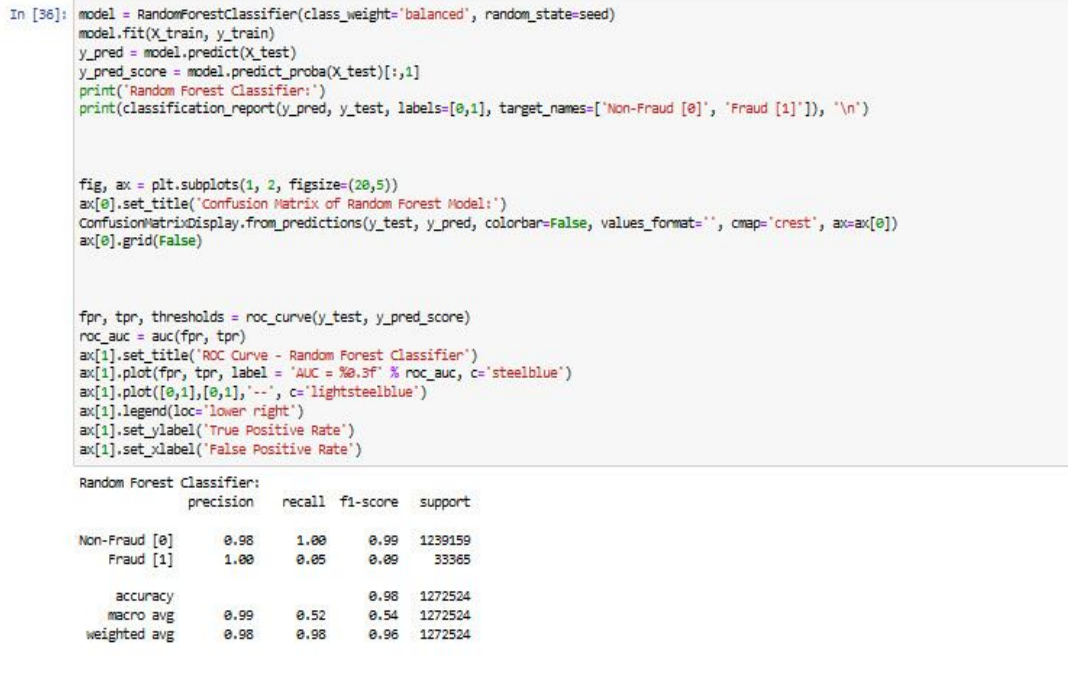 In [36]: model = RandomForestClassifier(class_weight='balanced', random_state=seed)
model.fit(X_train, y_train)
y_pred = model.predict(X_test)
y_pred_score = model.predict_proba(X_test)[:,1]
print('Random Forest Classifier:')
print(classification_report(y_pred, y_test, labels=[0,1], target_names=['Non-Fraud [0]', 'Fraud [1]']), '\n')
fig, ax = plt.subplots(1, 2, figsize=(20,5))
ax[0].set_title('Confusion Matrix of Random Forest Model:')
ConfusionMatrixDisplay.from_predictions(y_test, y_pred, colorbar=False, values_format='', cmap='crest', ax=ax[0])
ax[0].grid(False)
fpr, tpr, thresholds = roc_curve(y_test, y_pred_score)
roc_auc = auc(fpr, tpr)
ax[1].set_title('ROC Curve - Random Forest Classifier')
ax[1].plot(fpr, tpr, label = 'AUC = %0.3f' % roc_auc, c='steelblue')
ax[1].plot([0,1],[0,1],'--', c='lightsteelblue')
ax[1].legend(loc='lower right')
ax[1].set_ylabel('True Positive Rate')
ax[1].set_xlabel('False Positive Rate')
Random Forest Classifier:
precision recall f1-score support
Non-Fraud [0] 0.98 1.00 0.99 1239159
Fraud [1] 1.00 0.05 0.09 33365
accuracy 0.98 1272524
macro avg 0.99 0.52 0.54 1272524
weighted avg 0.98 0.98 0.96 1272524